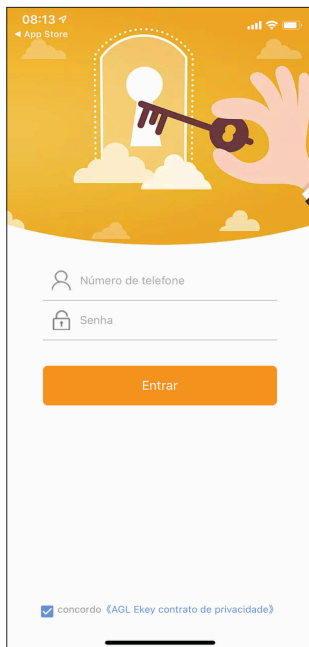 08:13
◀ App Store
Número de telefone
Senha
Entrar
concordo 《AGL Ekey contrato de privacidade》